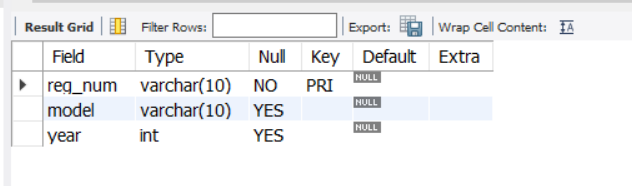 Result Grid Filter Rows: Export: Wrap Cell Content: IA
Field Type Null Key Default Extra
reg_num varchar(10) NO PRI NULL
model varchar(10) YES NULL
year int YES NULL